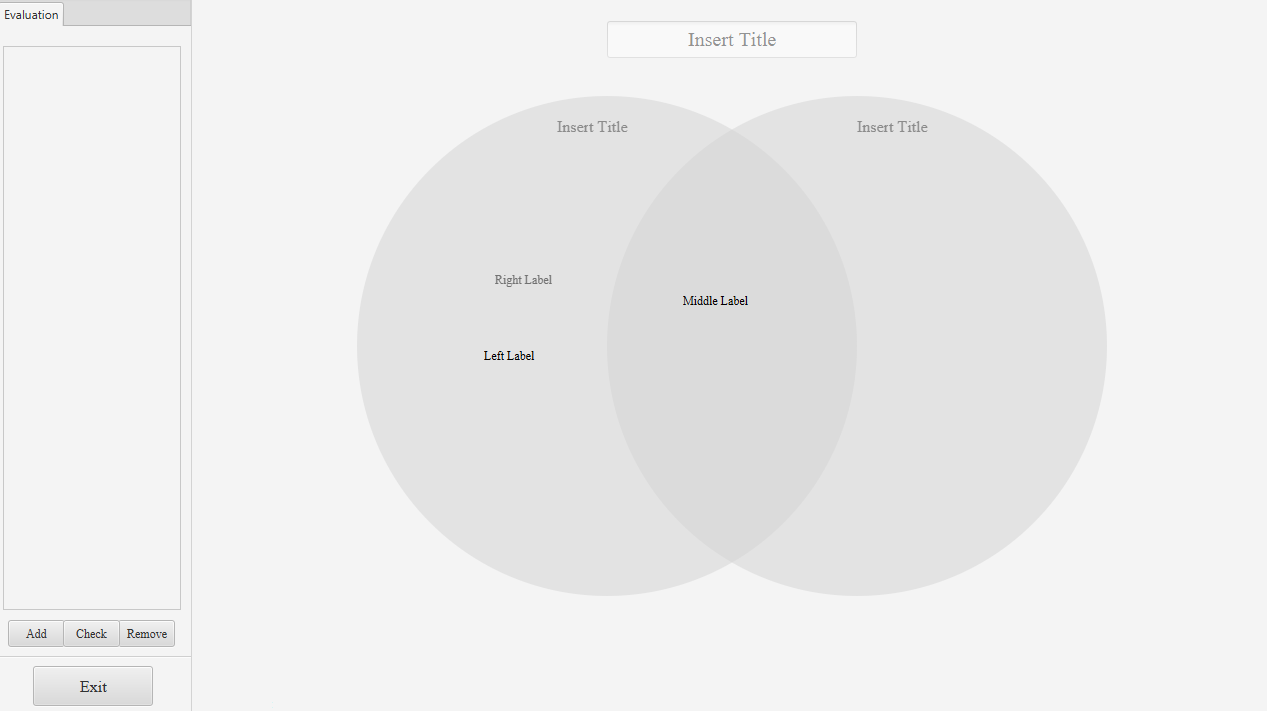 Evaluation
Insert Title
Insert Title
Insert Title
Right Label
Middle Label
Left Label
Add
Check
Remove
Exit